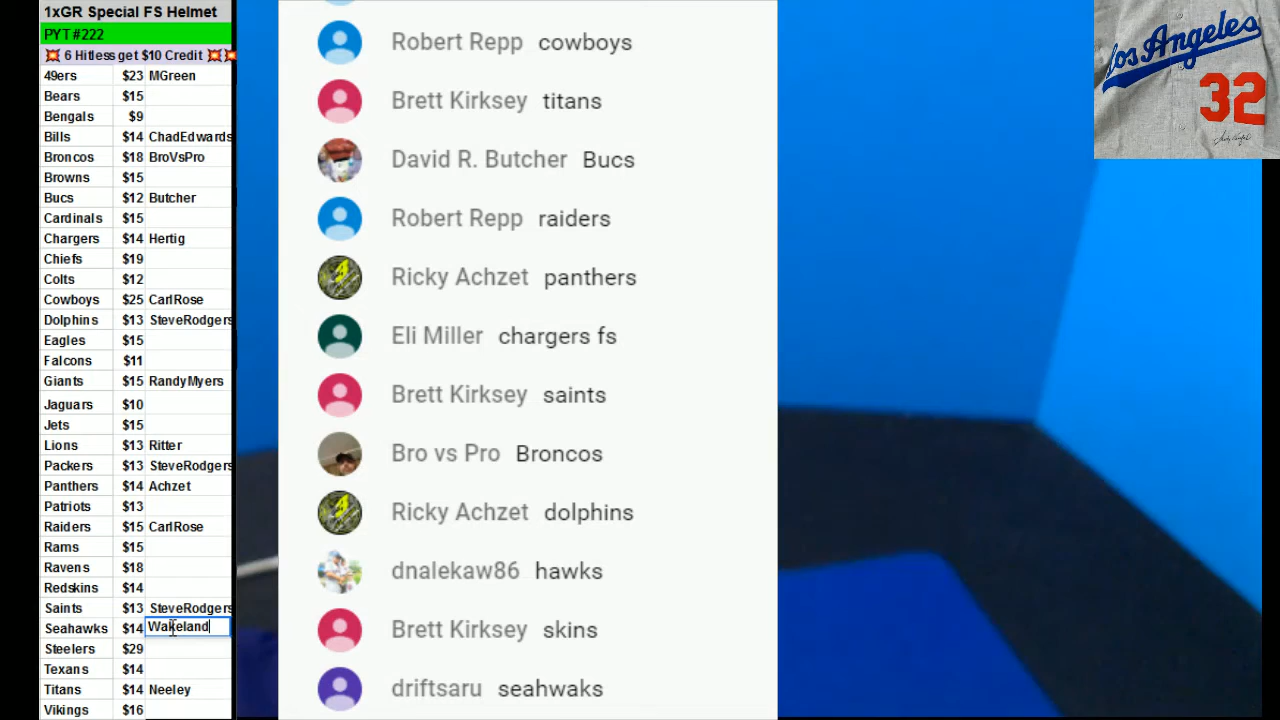 1xGR Special FS Helmet
PYT #222
💥 6 Hitless get $10 Credit 💥💥
49ers $23 MGreen
Bears $15
Bengals $9
Bills $14 ChadEdwards
Broncos $18 BroVsPro
Browns $15
Bucs $12 Butcher
Cardinals $15
Chargers $14 Hertig
Chiefs $19
Colts $12
Cowboys $25 CarlRose
Dolphins $13 SteveRodgers
Eagles $15
Falcons $11
Giants $15 RandyMyers
Jaguars $10
Jets $15
Lions $13 Ritter
Packers $13 SteveRodgers
Panthers $14 Achzet
Patriots $13
Raiders $15 CarlRose
Rams $15
Ravens $18
Redskins $14
Saints $13 SteveRodgers
Seahawks $14 Wakeland
Steelers $29
Texans $14
Titans $14 Neeley
Vikings $16
Robert Repp cowboys
Brett Kirksey titans
David R. Butcher Bucs
Robert Repp raiders
Ricky Achzet panthers
Eli Miller chargers fs
Brett Kirksey saints
Bro vs Pro Broncos
Ricky Achzet dolphins
dnalekaw86 hawks
Brett Kirksey skins
driftsaru seahwaks
Los Angeles
32